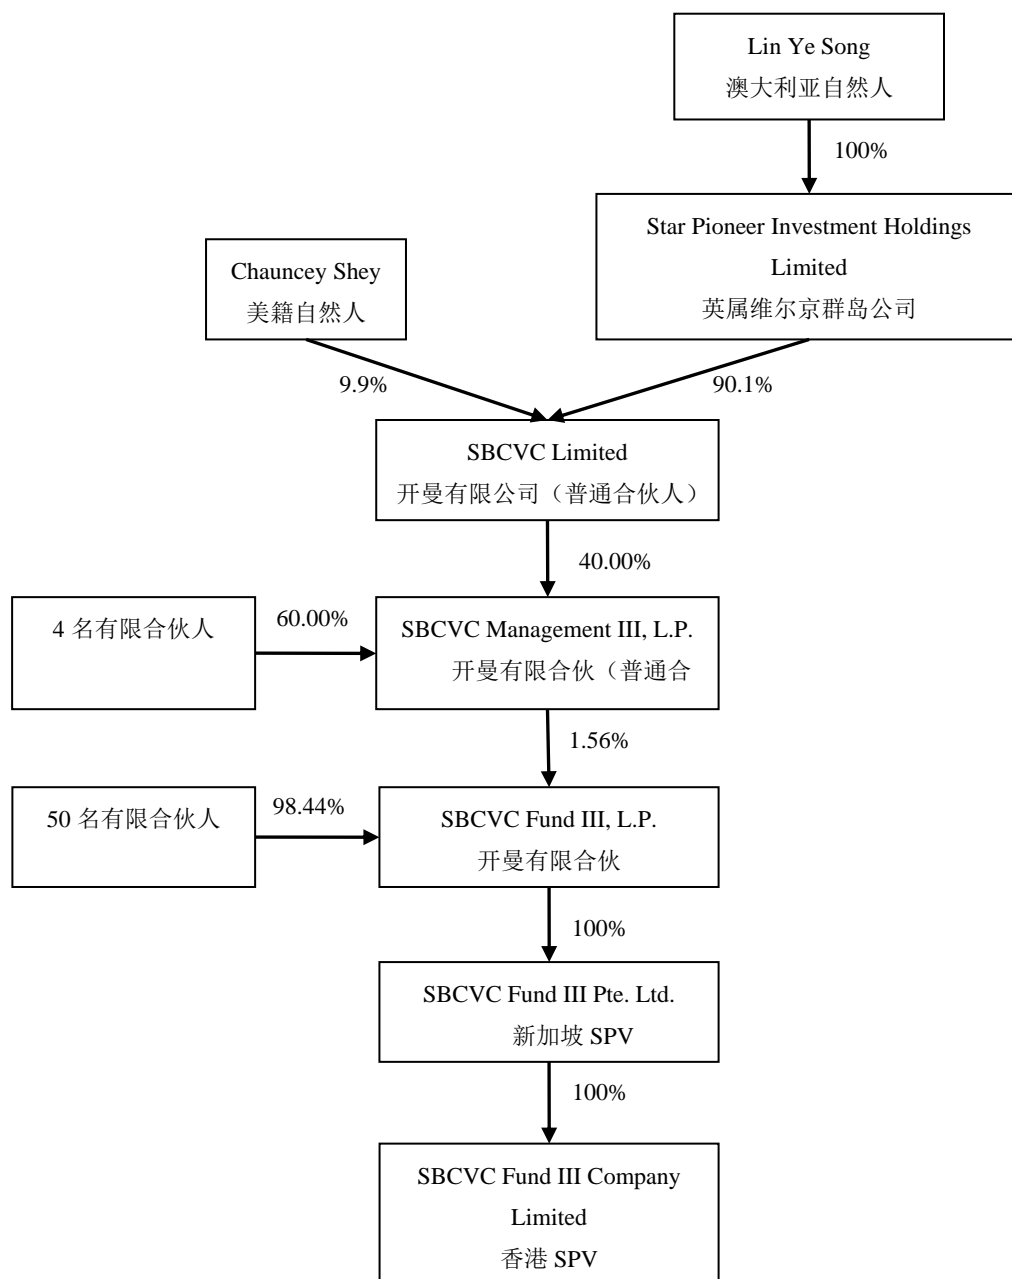 Lin Ye Song
澳大利亚自然人
100%
Star Pioneer Investment Holdings
Limited
英属维尔京群岛公司
Chauncey Shey
美籍自然人
9.9%
90.1%
SBCVC Limited
开曼有限公司（普通合伙人）
40.00%
4 名有限合伙人
60.00%
SBCVC Management III, L.P.
开曼有限合伙（普通合
1.56%
50 名有限合伙人
98.44%
SBCVC Fund III, L.P.
开曼有限合伙
100%
SBCVC Fund III Pte. Ltd.
新加坡 SPV
100%
SBCVC Fund III Company
Limited
香港 SPV